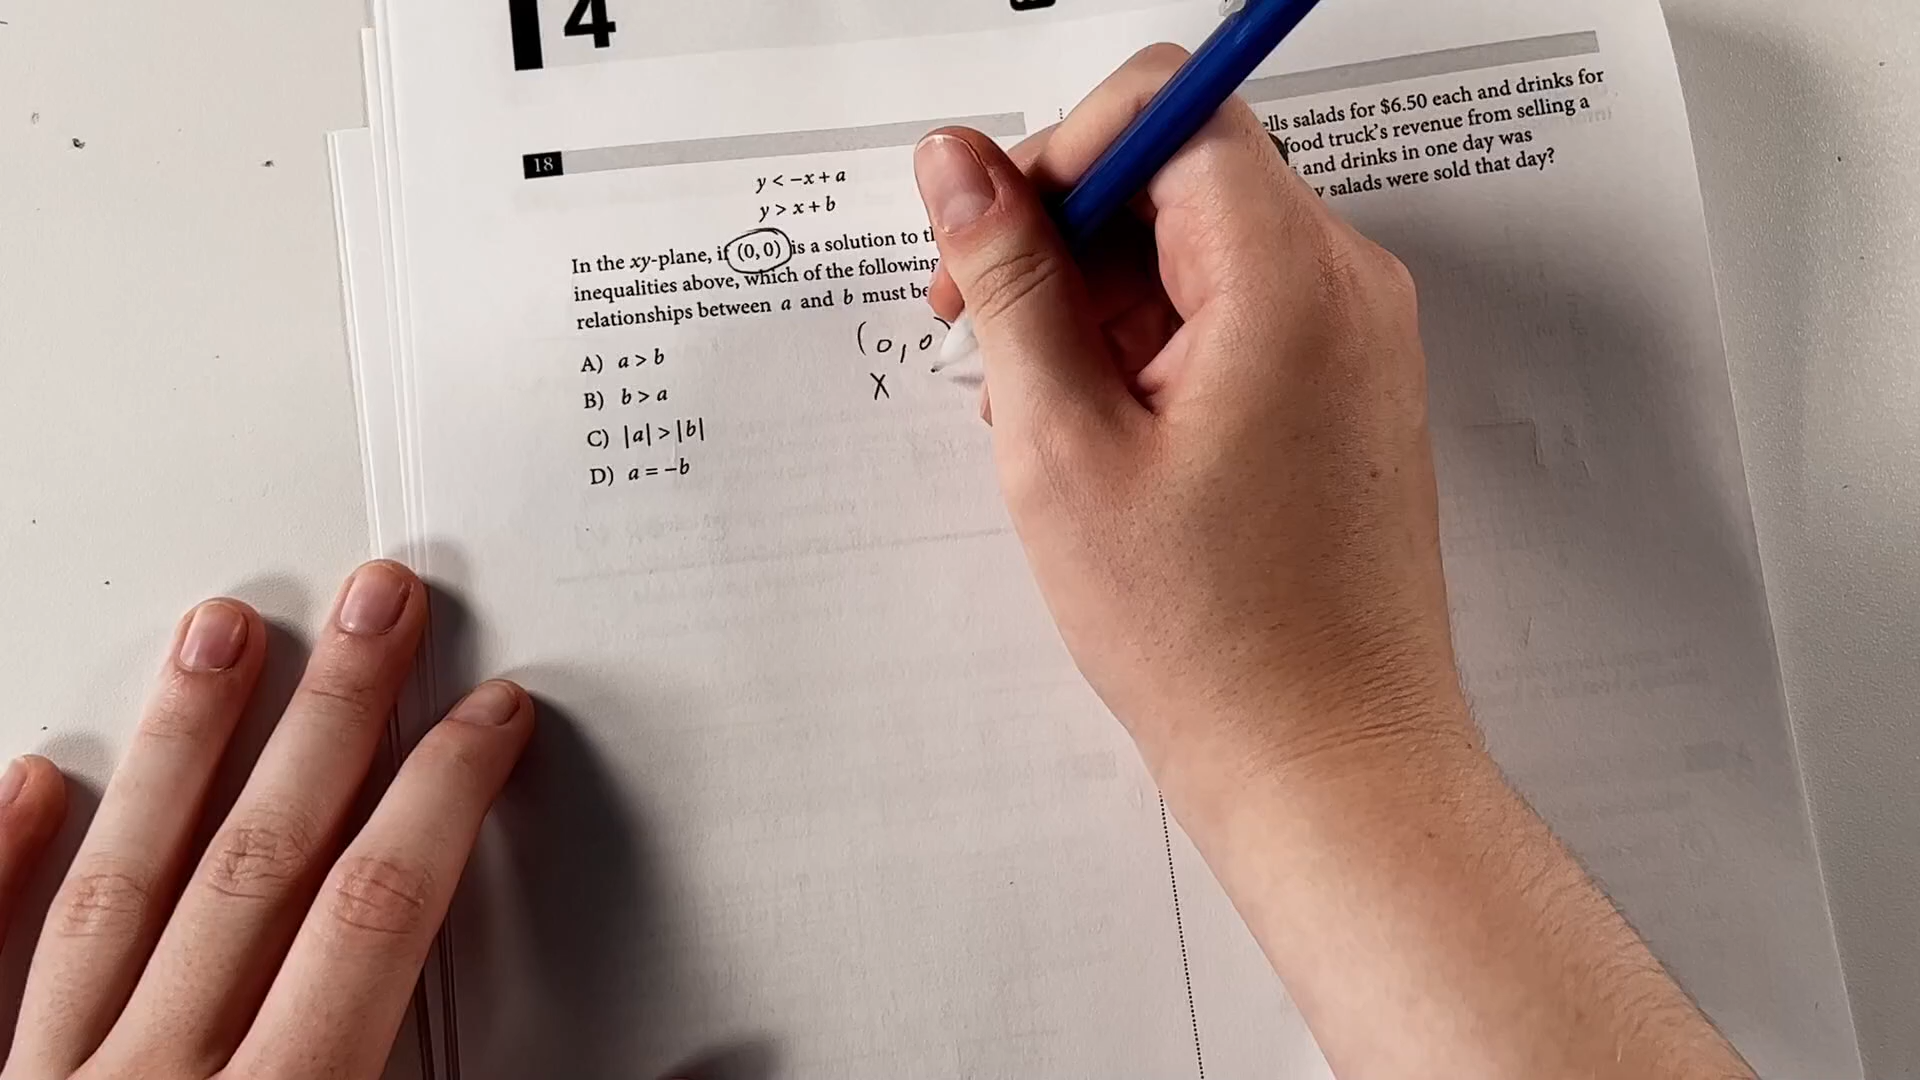 4
18
y < −x + a
y > x + b
In the xy-plane, if (0, 0) is a solution to
inequalities above, which of the following
relationships between a and b must be
A) a > b
B) b > a
C) |a| > |b|
D) a = −b
(0, 0)
X
salads for $6.50 each and drinks for
food truck's revenue from selling a
and drinks in one day was
salads were sold that day?